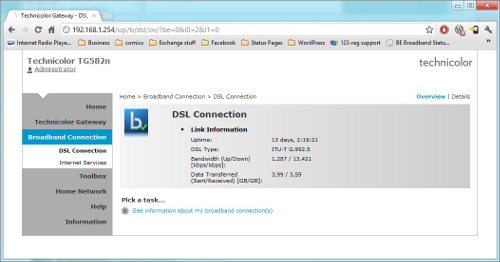 Technicolor Gateway - DSL
192.168.1.254/cgi/b/dsl/ov/?be=0&l0=2&l1=0
Internet Radio Playe...
Business
comics
Exchange stuff
Facebook
Status Pages
WordPress
123-reg support
BE Broadband Statu...
Technicolor TG582n
Administrator
technicolor
Home > Broadband Connection > DSL Connection
Overview | Details
Home
Technicolor Gateway
Broadband Connection
DSL Connection
Internet Services
Toolbox
Home Network
Help
Information
DSL Connection
Link Information
Uptime: 13 days, 2:19:21
DSL Type: ITU-T G.992.5
Bandwidth (Up/Down) [kbps/kbps]: 1.287 / 13.421
Data Transferred (Sent/Received) [GB/GB]: 3,99 / 3,59
Pick a task...
See information about my broadband connection(s)